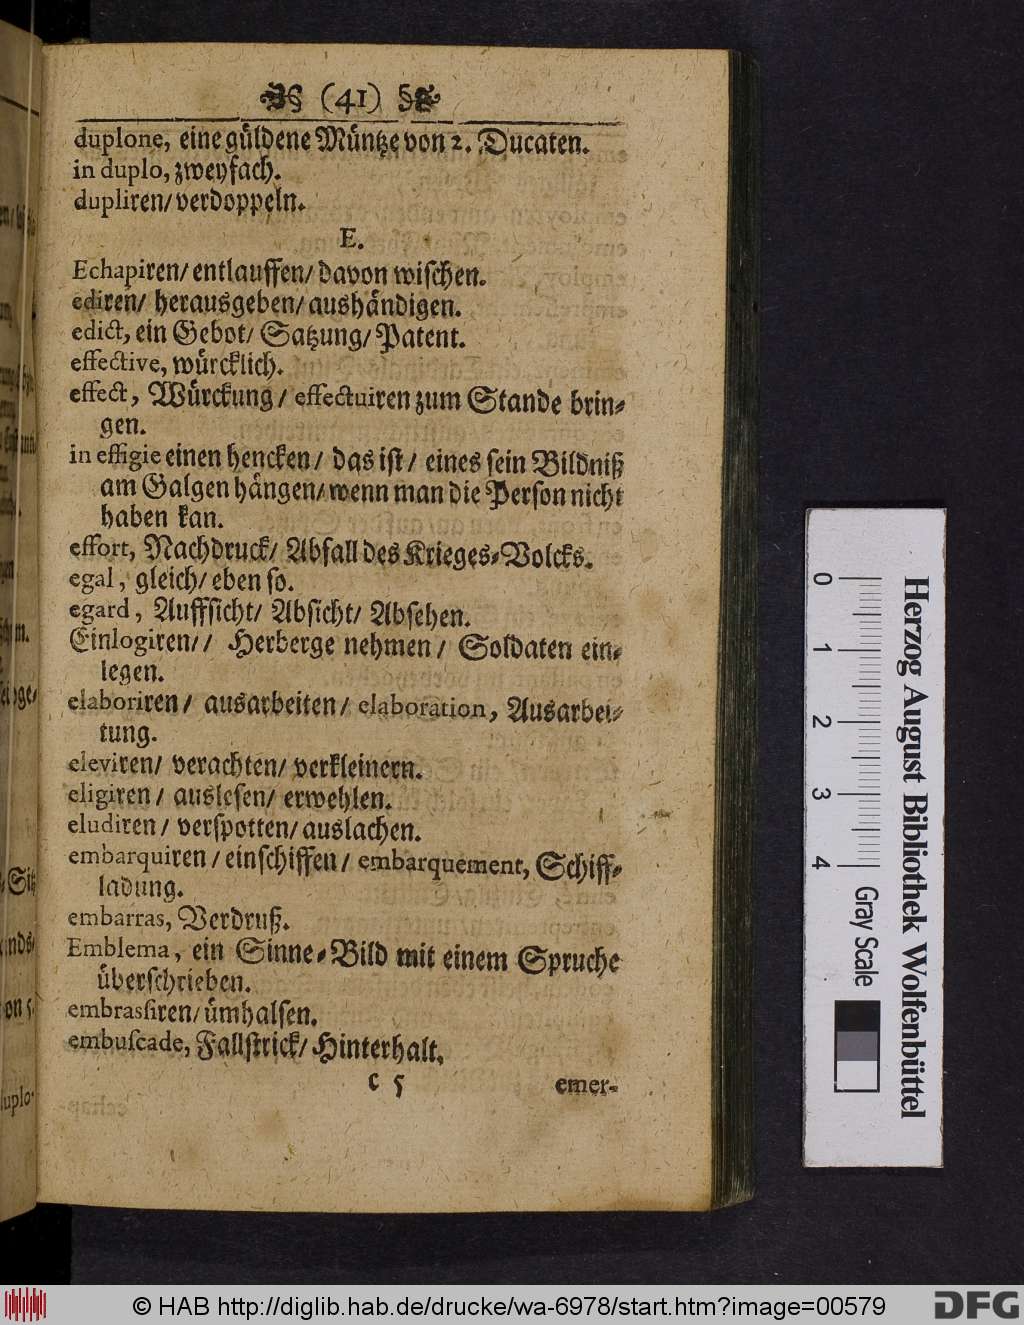 § (41) §
duplone, eine güldene Müntze von 2. Ducaten.
in duplo, zweyfach.
dupliren/ verdoppeln.
E.
Echapiren/ entlauffen/ davon wischen.
ediren/ herausgeben/ aushändigen.
edict, ein Gebot/ Satzung/ Patent.
effective, würcklich.
effect, Würckung/ effectuiren zum Stande brin-
gen.
in effigie einen hencken/ das ist/ eines sein Bildniß
am Galgen hängen/ wenn man die Person nicht
haben kan.
effort, Nachdruck/ Abfall des Krieges-Volcks.
egal, gleich/ eben so.
egard, Auffsicht/ Absicht/ Absehen.
Einlogiren// Herberge nehmen/ Soldaten ein-
legen.
elaboriren/ ausarbeiten/ elaboration, Ausarbei-
tung.
eleviren/ verachten/ verkleinern.
eligiren/ auslesen/ erwehlen.
eludiren/ verspotten/ auslachen.
embarquiren/ einschiffen/ embarquement, Schiff-
ladung.
embarras, Verdruß.
Emblema, ein Sinne-Bild mit einem Spruche
überschrieben.
embrassiren/ ümhalsen.
embuscade, Fallstrick/ Hinterhalt,
c 5 emer-
0 1 2 3 4
Gray Scale
Herzog August Bibliothek Wolfenbüttel
© HAB http://diglib.hab.de/drucke/wa-6978/start.htm?image=00579
DFG